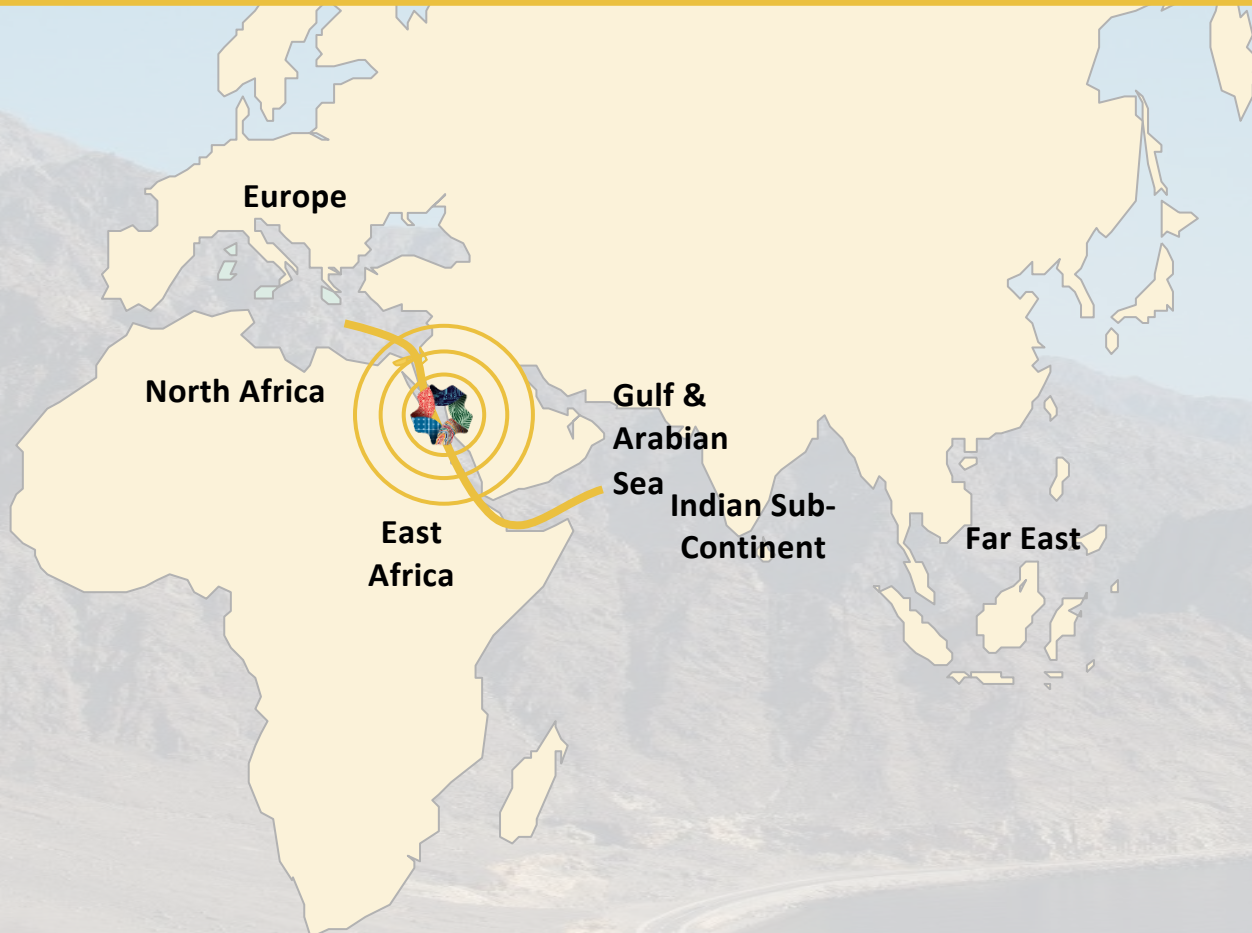 Europe
North Africa
Gulf &
Arabian
Sea
Indian Sub-
Continent
East
Africa
Far East